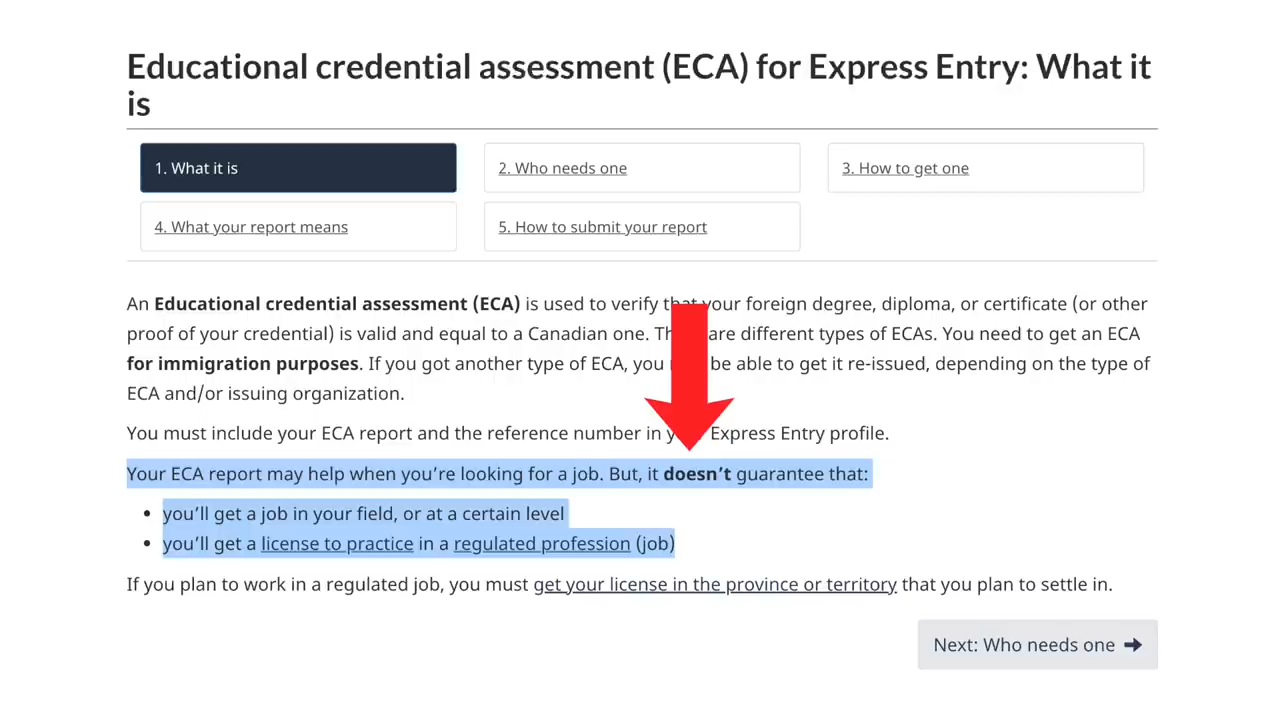 Educational credential assessment (ECA) for Express Entry: What it
is
1. What it is
2. Who needs one
3. How to get one
4. What your report means
5. How to submit your report
An Educational credential assessment (ECA) is used to verify that your foreign degree, diploma, or certificate (or other
proof of your credential) is valid and equal to a Canadian one. There are different types of ECAs. You need to get an ECA
for immigration purposes. If you got another type of ECA, you may be able to get it re-issued, depending on the type of
ECA and/or issuing organization.
You must include your ECA report and the reference number in your Express Entry profile.
Your ECA report may help when you’re looking for a job. But, it doesn’t guarantee that:
• you’ll get a job in your field, or at a certain level
• you’ll get a license to practice in a regulated profession (job)
If you plan to work in a regulated job, you must get your license in the province or territory that you plan to settle in.
Next: Who needs one